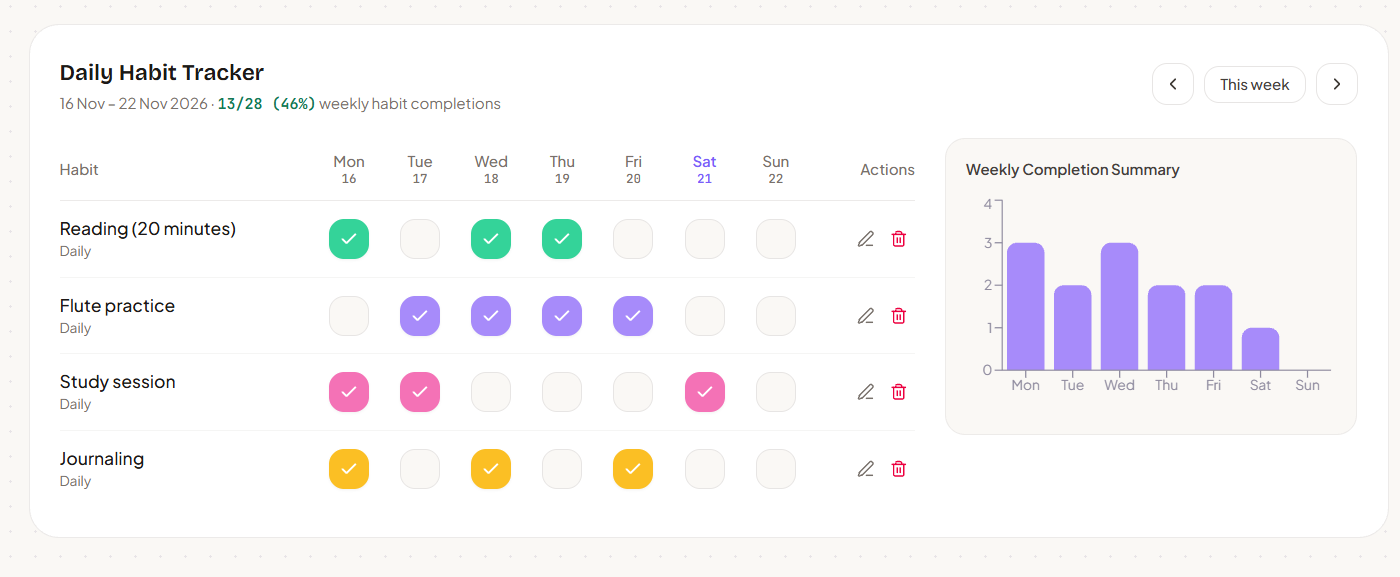 Daily Habit Tracker
16 Nov – 22 Nov 2026 · 13/28 (46%) weekly habit completions
This week
Habit Mon Tue Wed Thu Fri Sat Sun Actions
16 17 18 19 20 21 22
Reading (20 minutes)
Daily
Flute practice
Daily
Study session
Daily
Journaling
Daily
Weekly Completion Summary
4
3
2
1
0
Mon Tue Wed Thu Fri Sat Sun